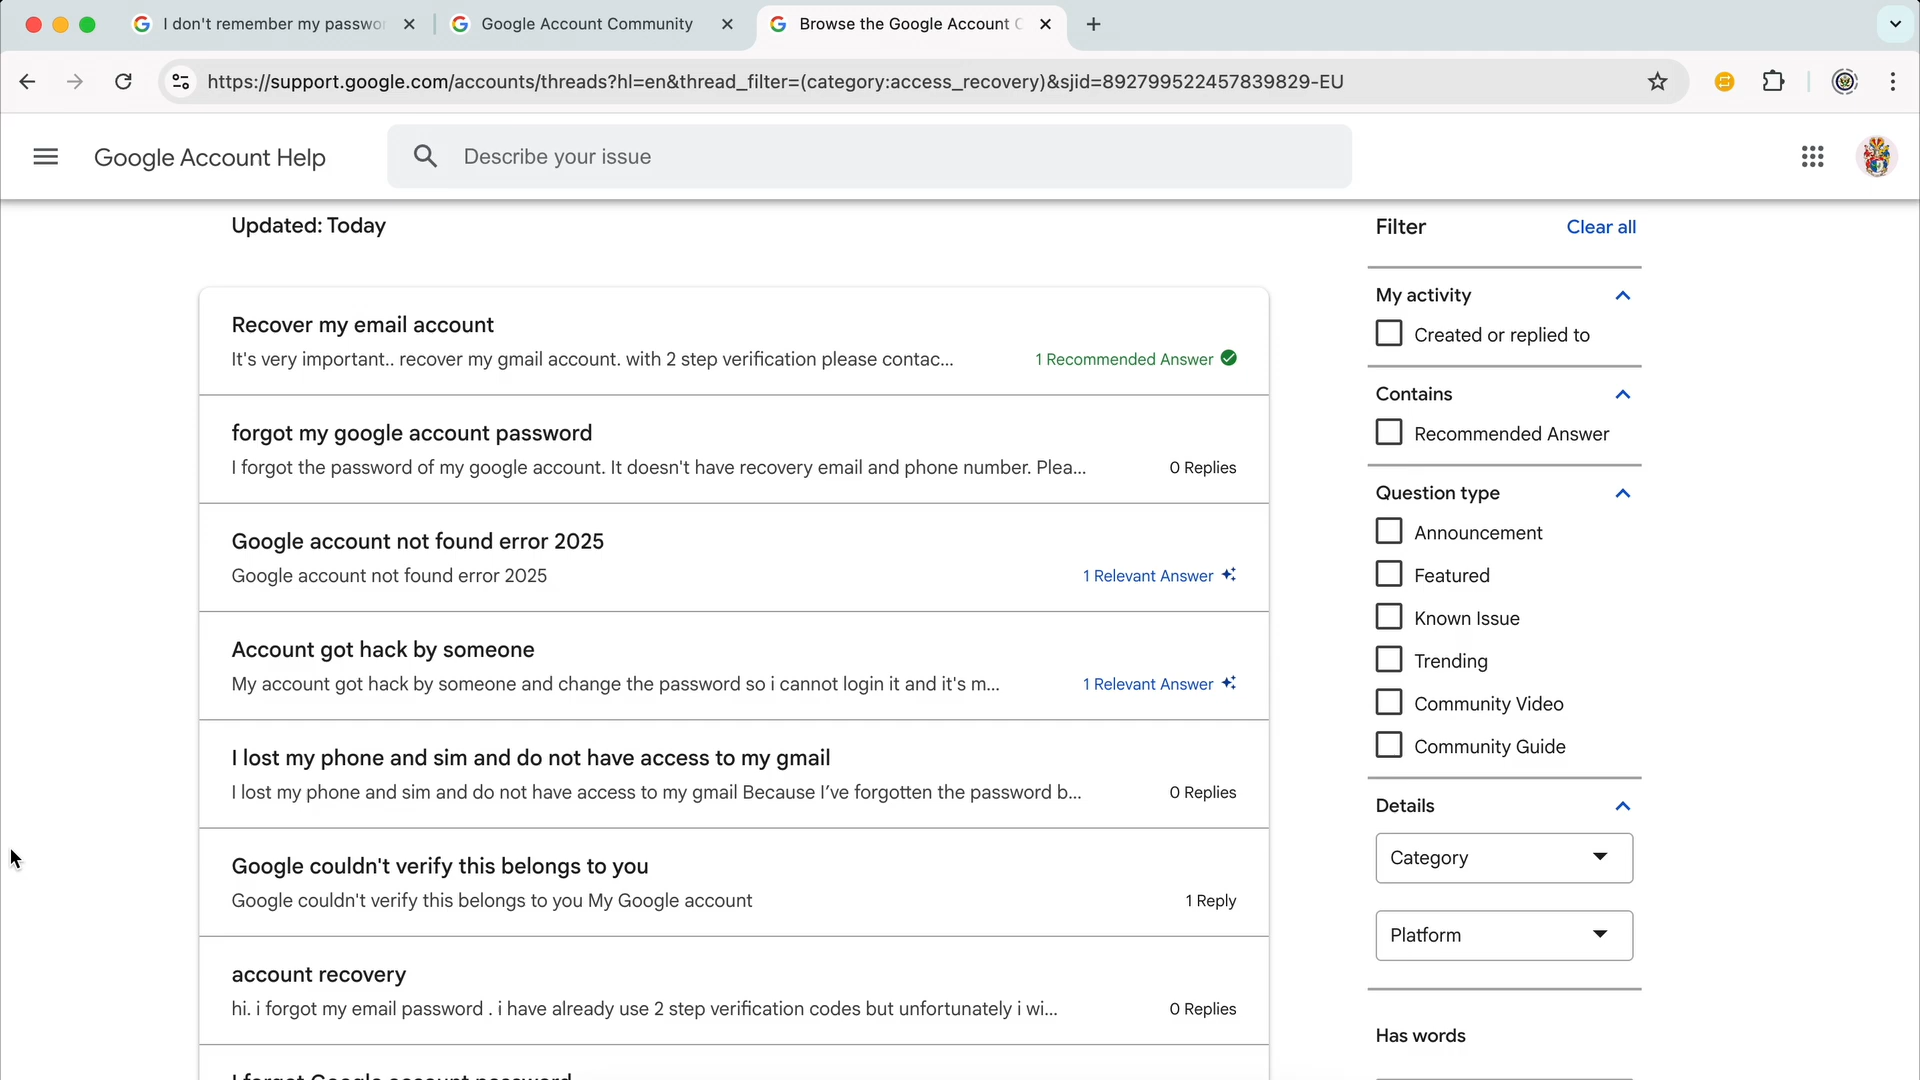 I don't remember my passwo
Google Account Community
Browse the Google Account C
https://support.google.com/accounts/threads?hl=en&thread_filter=(category:access_recovery)&sjid=892799522457839829-EU
Google Account Help
Describe your issue
Updated: Today
Recover my email account
It's very important.. recover my gmail account. with 2 step verification please contac...
1 Recommended Answer
forgot my google account password
I forgot the password of my google account. It doesn't have recovery email and phone number. Plea...
0 Replies
Google account not found error 2025
Google account not found error 2025
1 Relevant Answer
Account got hack by someone
My account got hack by someone and change the password so i cannot login it and it's m...
1 Relevant Answer
I lost my phone and sim and do not have access to my gmail
I lost my phone and sim and do not have access to my gmail Because I’ve forgotten the password b...
0 Replies
Google couldn't verify this belongs to you
Google couldn't verify this belongs to you My Google account
1 Reply
account recovery
hi. i forgot my email password . i have already use 2 step verification codes but unfortunately i wi...
0 Replies
I forgot Google account password
Filter
Clear all
My activity
Created or replied to
Contains
Recommended Answer
Question type
Announcement
Featured
Known Issue
Trending
Community Video
Community Guide
Details
Category
Platform
Has words